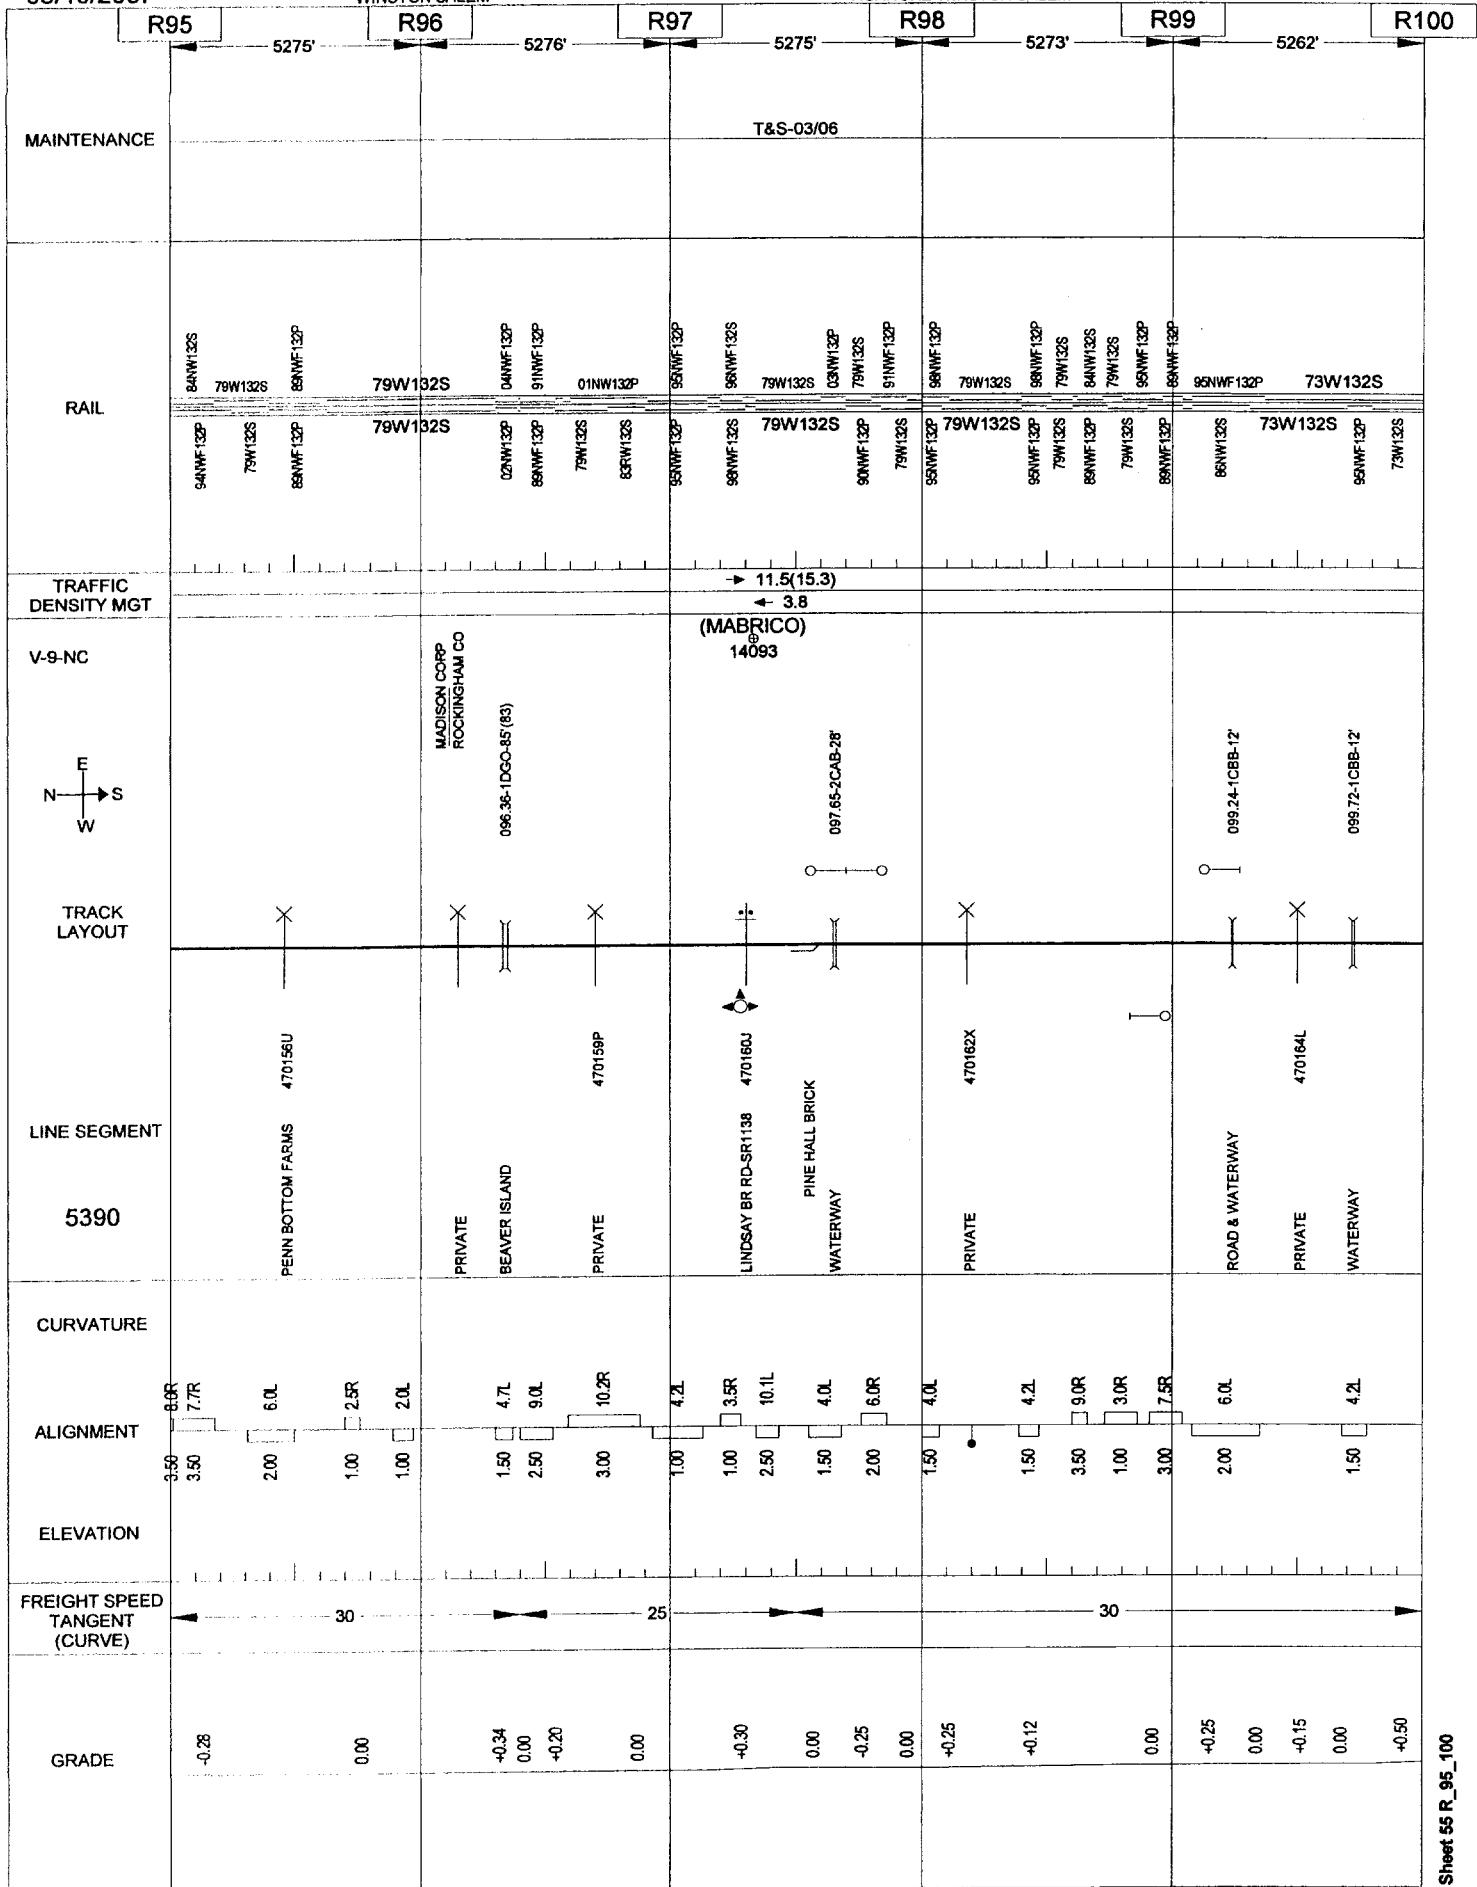 R95 R96 R97 R98 R99 R100
5275' 5276' 5275' 5273' 5262'
MAINTENANCE
T&S-03/06
RAIL
84NW132S 79W132S 89NWF132P 79W132S 04NWF132P 91NWF132P 01NW132P 95NWF132P 96NWF132S 79W132S 03NW132P 79W132S 91NWF132P 98NWF132P 79W132S 98NWF132P 79W132S 84NW132S 79W132S 95NWF132P 89NWF132P 95NWF132P 73W132S
94NWF132P 79W132S 89NWF132P 79W132S 02NW132P 89NWF132P 79W132S 83RW132S 95NWF132P 98NWF132S 79W132S 90NWF132P 79W132S 95NWF132P 79W132S 95NWF132P 79W132S 89NWF132P 79W132S 89NWF132P 86NW132S 73W132S 95NWF132P 73W132S
TRAFFIC
DENSITY MGT
11.5(15.3)
3.8
V-9-NC
(MABRICO)
14093
MADISON CORP
ROCKINGHAM CO
E
N S
W
096.36-1DGO-85'(83)
097.65-2CAB-28'
099.24-1CBB-12'
099.72-1CBB-12'
TRACK
LAYOUT
LINE SEGMENT
5390
PENN BOTTOM FARMS 470156U
PRIVATE
BEAVER ISLAND
PRIVATE 470159P
LINDSAY BR RD-SR1138 470160J
PINE HALL BRICK
WATERWAY
PRIVATE 470162X
ROAD & WATERWAY
PRIVATE 470164L
WATERWAY
CURVATURE
8.0R 7.7R 6.0L 2.5R 2.0L 4.7L 9.0L 10.2R 4.2L 3.5R 10.1L 4.0L 6.0R 4.0L 4.2L 9.0R 3.0R 7.5R 6.0L 4.2L
ALIGNMENT
3.50 3.50 2.00 1.00 1.00 1.50 2.50 3.00 1.00 1.00 2.50 1.50 2.00 1.50 1.50 3.50 1.00 3.00 2.00 1.50
ELEVATION
FREIGHT SPEED
TANGENT
(CURVE)
30 25 30
GRADE
-0.28 0.00 +0.34 0.00 +0.20 0.00 +0.30 0.00 -0.25 0.00 +0.25 +0.12 0.00 +0.25 0.00 +0.15 0.00 +0.50
Sheet 55 R_95_100